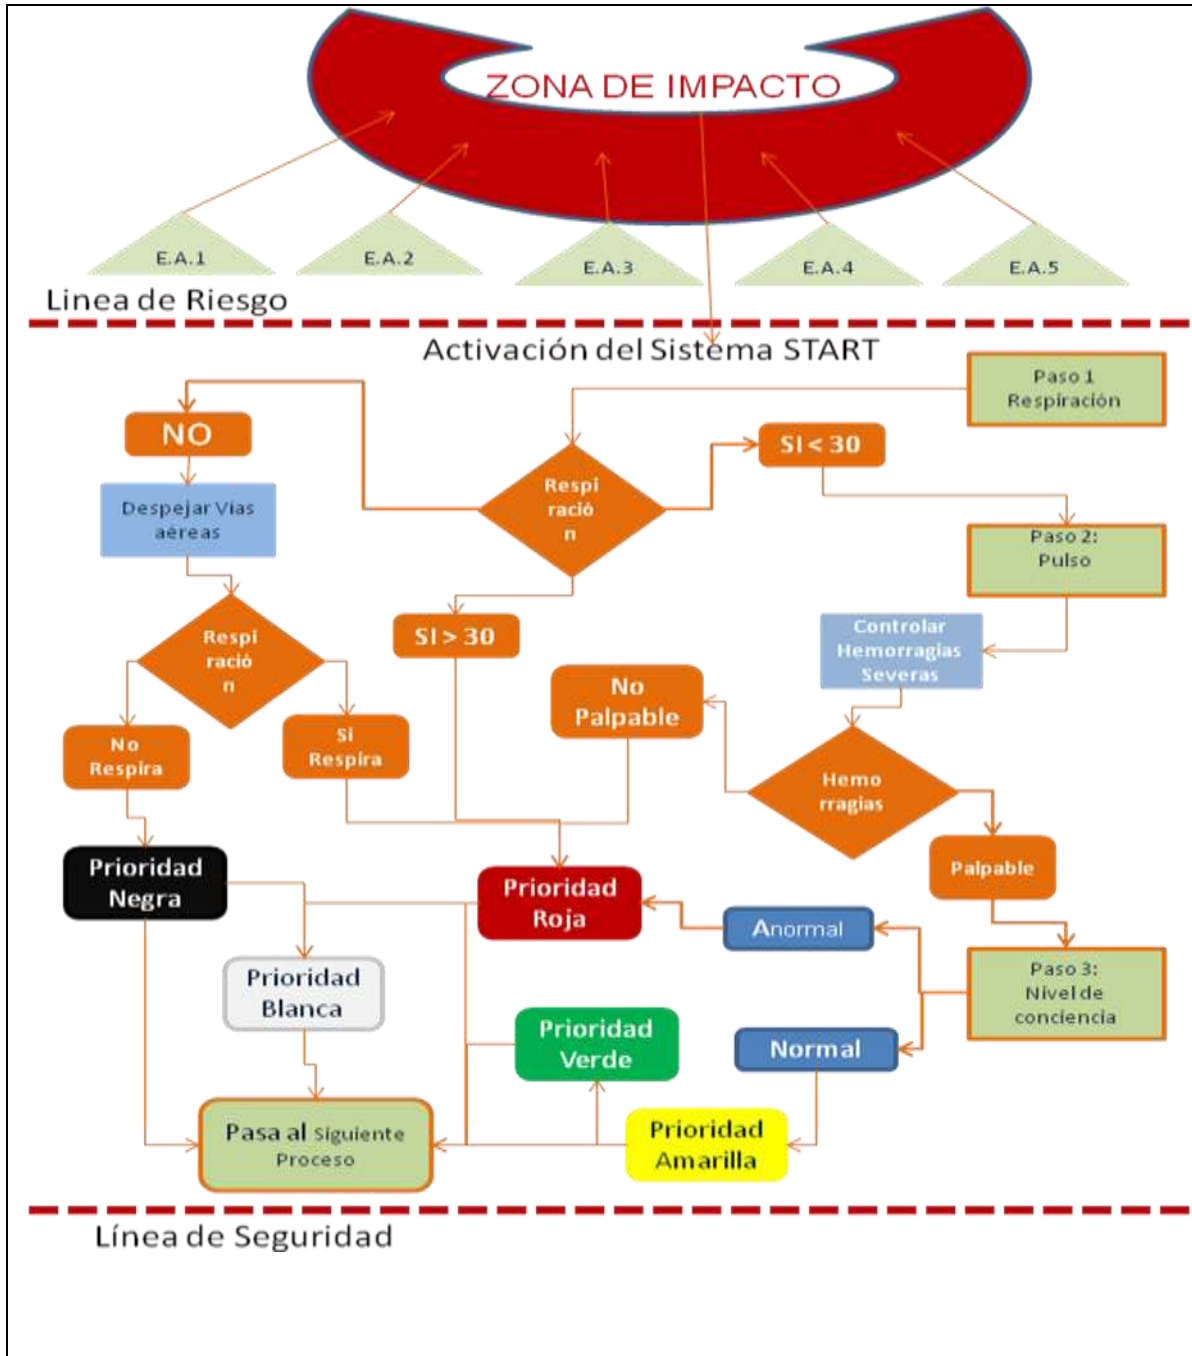 ZONA DE IMPACTO
E.A.1
E.A.2
E.A.3
E.A.4
E.A.5
Linea de Riesgo
Activación del Sistema START
Paso 1
Respiración
NO
SI < 30
Respi
ració
n
Despejar Vías
aéreas
Paso 2:
Pulso
SI > 30
Controlar
Hemorragias
Severas
Respi
ració
n
No
Palpable
No
Respira
Si
Respira
Hemo
rragias
Palpable
Prioridad
Negra
Prioridad
Roja
Anormal
Paso 3:
Nivel de
conciencia
Prioridad
Blanca
Prioridad
Verde
Normal
Pasa al Siguiente
Proceso
Prioridad
Amarilla
Línea de Seguridad